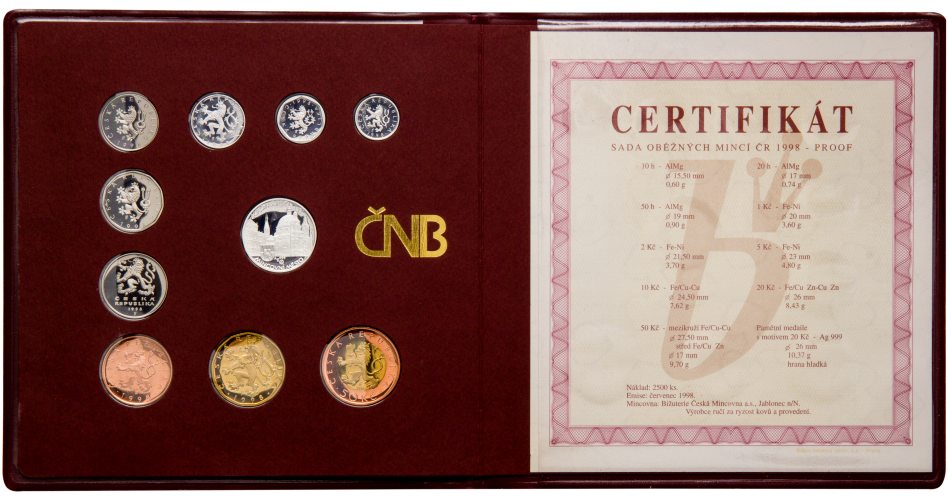 ČNB
ČESKÁ
REPUBLIKA
1998
1998
CERTIFIKÁT
SADA OBĚŽNÝCH MINCÍ ČR 1998 - PROOF
10 h - AlMg
ø 15,50 mm
0,60 g
20 h - AlMg
ø 17 mm
0,74 g
50 h - AlMg
ø 19 mm
0,90 g
1 Kč - Fe-Ni
ø 20 mm
3,60 g
2 Kč - Fe-Ni
ø 21,50 mm
3,70 g
5 Kč - Fe-Ni
ø 23 mm
4,80 g
10 Kč - Fe/Cu-Cu
ø 24,50 mm
7,62 g
20 Kč - Fe/Cu Zn-Cu Zn
ø 26 mm
8,43 g
50 Kč - mezikruží Fe/Cu-Cu
ø 27,50 mm
střed Fe/Cu Zn
ø 17 mm
9,70 g
Pamětní medaile
s motivem 20 Kč - Ag 999
ø 26 mm
10,37 g
hrana hladká
Náklad: 2500 ks.
Emise: červenec 1998.
Mincovna: Bižuterie Česká Mincovna a.s., Jablonec n/N.
Výrobce ručí za ryzost kovů a provedení.